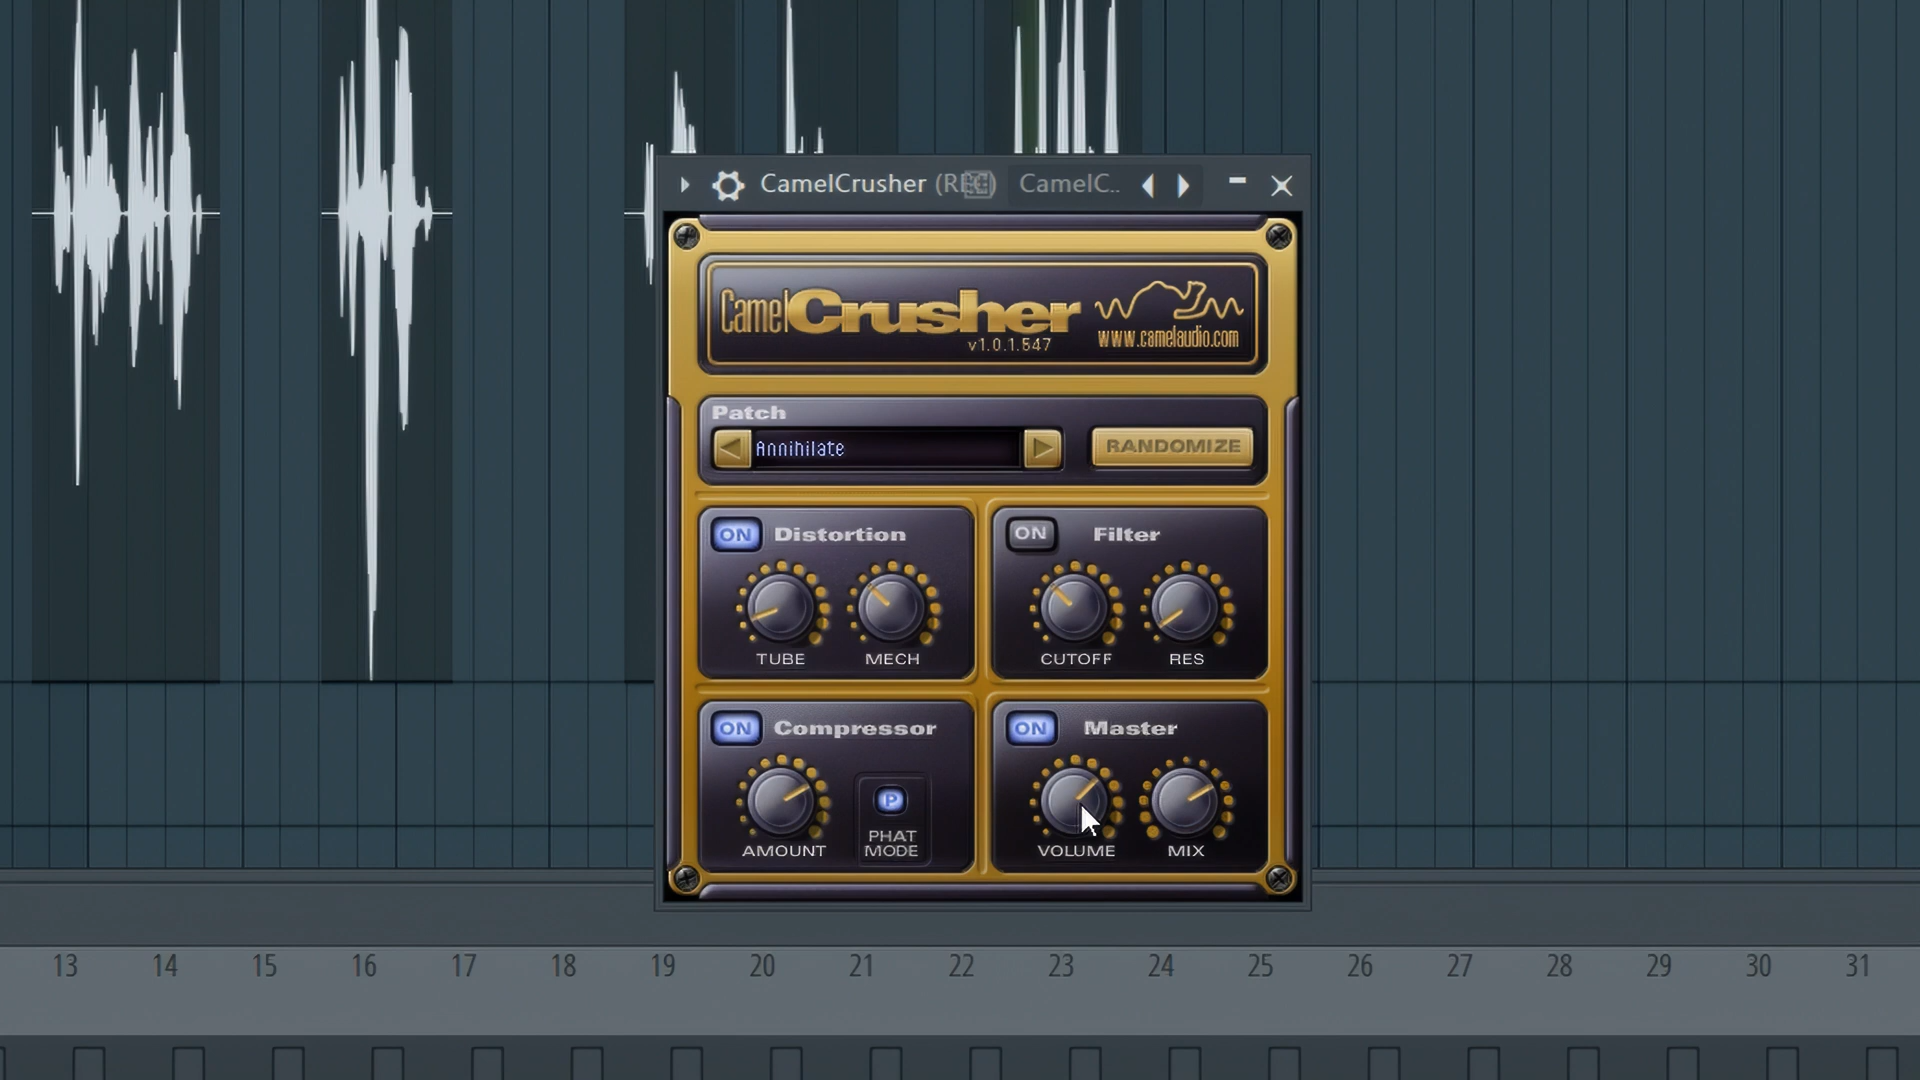 CamelCrusher (REC) CamelC..
CamelCrusher
v1.0.1.547
www.camelaudio.com
Patch
Annihilate
RANDOMIZE
ON Distortion
TUBE MECH
ON Filter
CUTOFF RES
ON Compressor
AMOUNT
P
PHAT
MODE
ON Master
VOLUME MIX
13 14 15 16 17 18 19 20 21 22 23 24 25 26 27 28 29 30 31